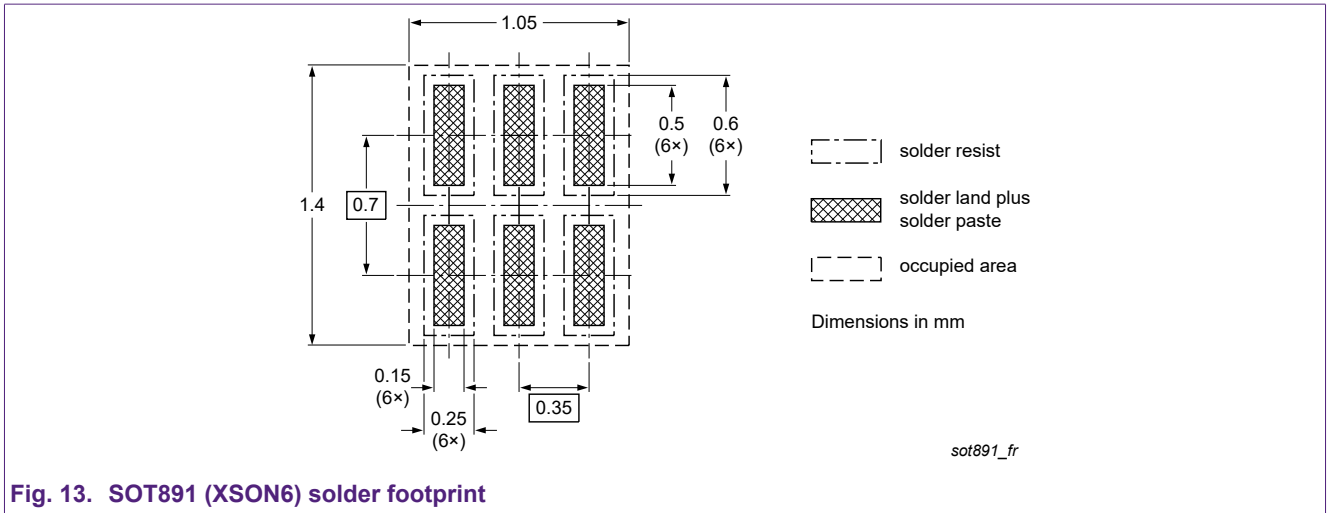 1.05
0.5
(6×)
0.6
(6×)
1.4
0.7
0.15
(6×)
0.25
(6×)
0.35
solder resist
solder land plus
solder paste
occupied area
Dimensions in mm
sot891_fr
Fig. 13. SOT891 (XSON6) solder footprint